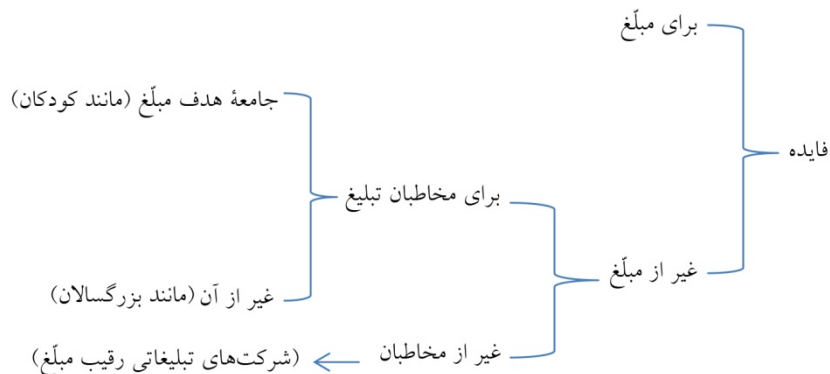 برای مبلّغ
جامعهٔ هدف مبلّغ (مانند کودکان)
فایده
برای مخاطبان تبلیغ
غیر از مبلّغ
غیر از آن (مانند بزرگسالان)
غیر از مخاطبان
(شرکت‌های تبلیغاتی رقیب مبلّغ)